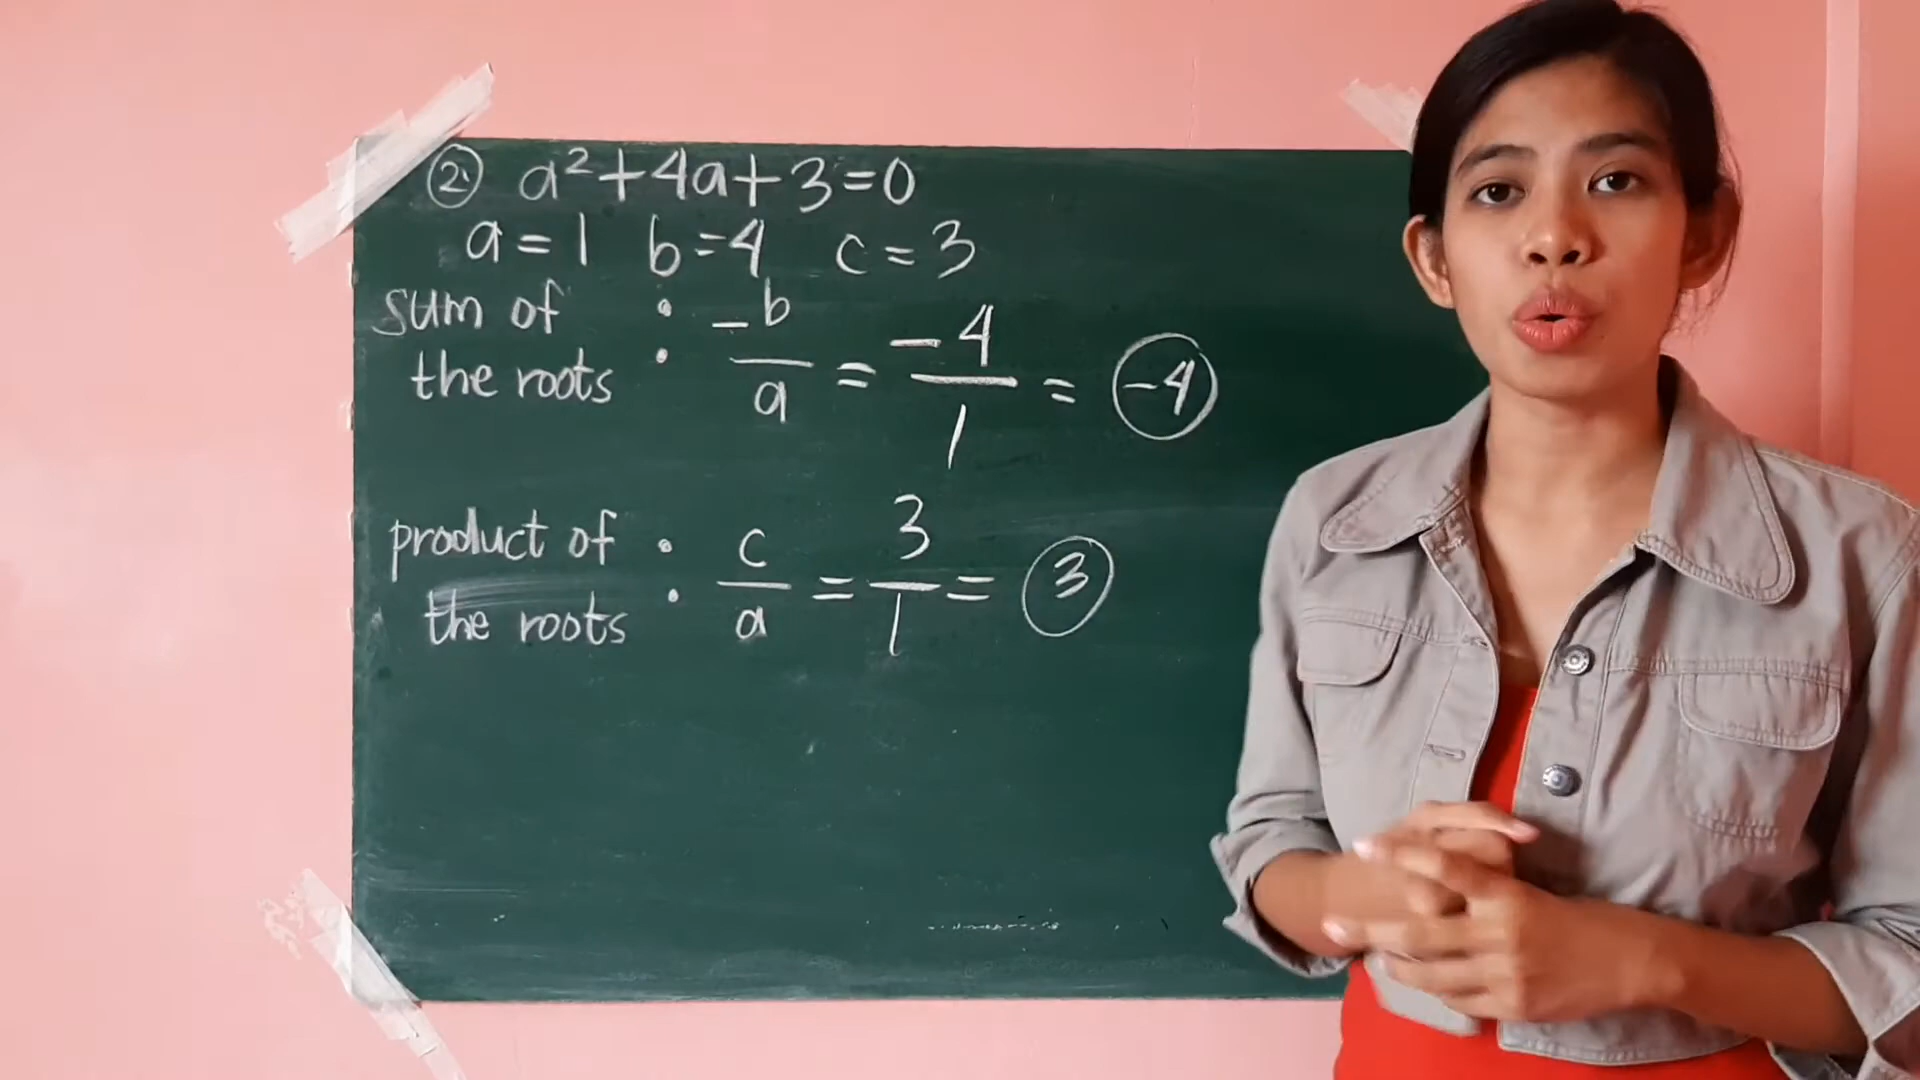 2. a²+4a+3=0
a=1 b=4 c=3
sum of the roots : -b/a = -4/1 = -4
product of the roots : c/a = 3/1 = 3